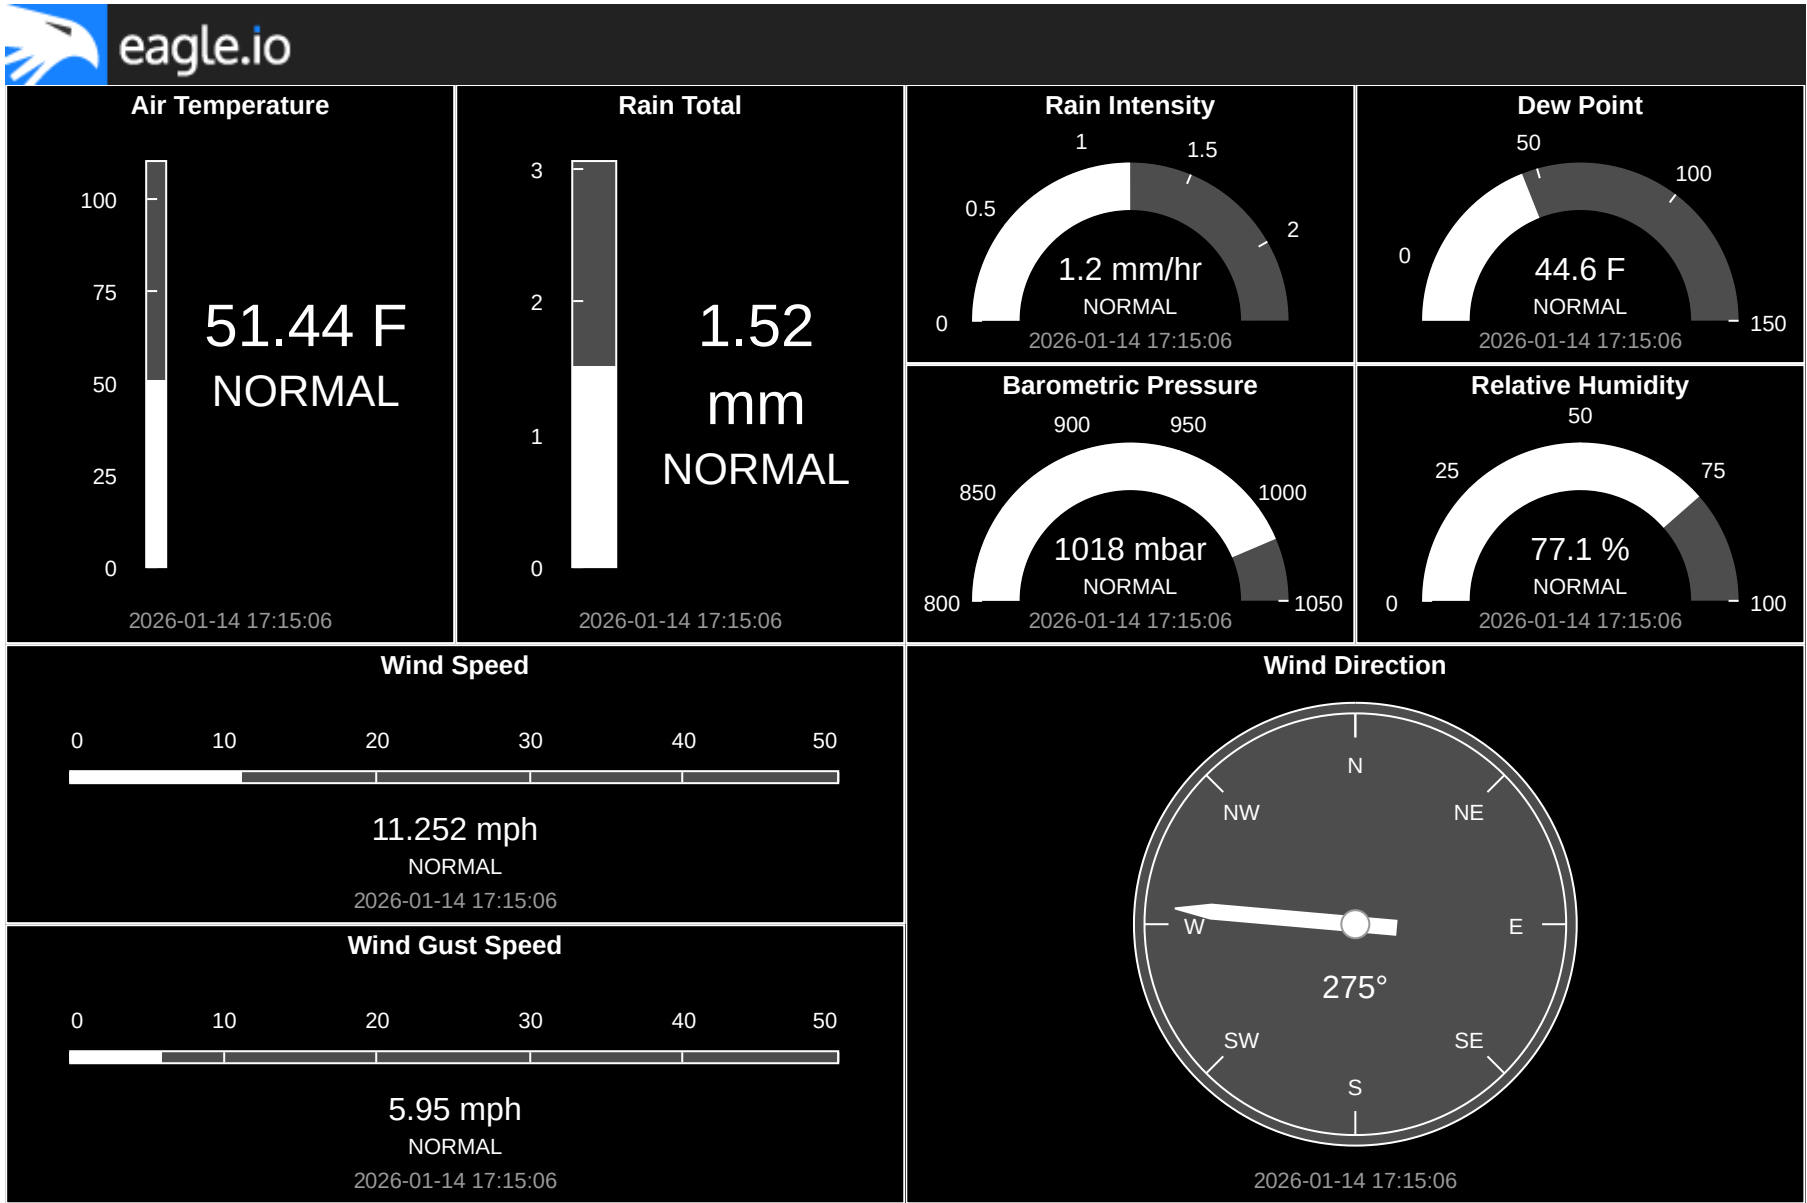 eagle.io
Air Temperature
100
75
50
25
0
51.44 F
NORMAL
2026-01-14 17:15:06
Rain Total
3
2
1
0
1.52
mm
NORMAL
2026-01-14 17:15:06
Rain Intensity
0
0.5
1
1.5
2
1.2 mm/hr
NORMAL
2026-01-14 17:15:06
Dew Point
0
50
100
150
44.6 F
NORMAL
2026-01-14 17:15:06
Barometric Pressure
800
850
900
950
1000
1050
1018 mbar
NORMAL
2026-01-14 17:15:06
Relative Humidity
0
25
50
75
100
77.1 %
NORMAL
2026-01-14 17:15:06
Wind Speed
0 10 20 30 40 50
11.252 mph
NORMAL
2026-01-14 17:15:06
Wind Gust Speed
0 10 20 30 40 50
5.95 mph
NORMAL
2026-01-14 17:15:06
Wind Direction
N
NW NE
W E
275°
SW SE
S
2026-01-14 17:15:06